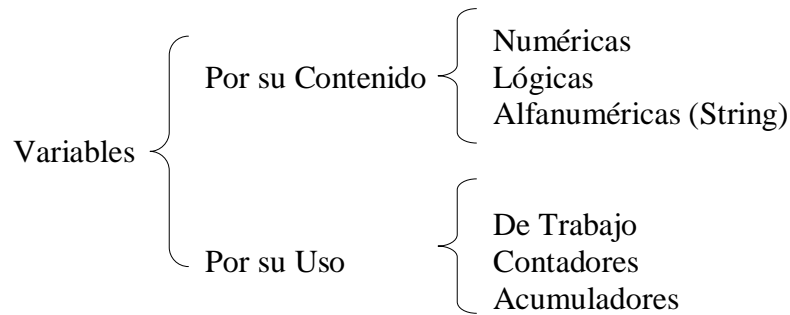 Variables
Por su Contenido
Numéricas
Lógicas
Alfanuméricas (String)
Por su Uso
De Trabajo
Contadores
Acumuladores